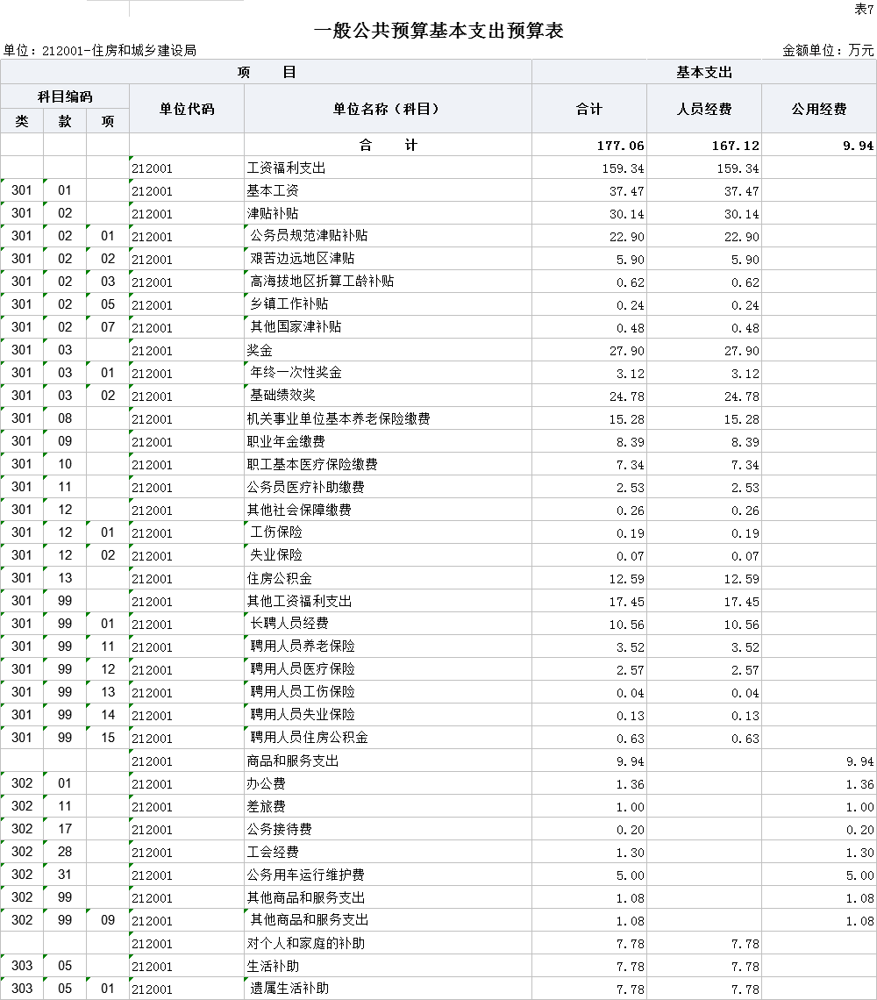 表7
一般公共预算基本支出预算表
单位：212001-住房和城乡建设局 金额单位：万元
项 目 基本支出
科目编码 单位代码 单位名称（科目） 合计 人员经费 公用经费
类 款 项
合 计 177.06 167.12 9.94
212001 工资福利支出 159.34 159.34
301 01 212001 基本工资 37.47 37.47
301 02 212001 津贴补贴 30.14 30.14
301 02 01 212001 公务员规范津贴补贴 22.90 22.90
301 02 02 212001 艰苦边远地区津贴 5.90 5.90
301 02 03 212001 高海拔地区折算工龄补贴 0.62 0.62
301 02 05 212001 乡镇工作补贴 0.24 0.24
301 02 07 212001 其他国家津补贴 0.48 0.48
301 03 212001 奖金 27.90 27.90
301 03 01 212001 年终一次性奖金 3.12 3.12
301 03 02 212001 基础绩效奖 24.78 24.78
301 08 212001 机关事业单位基本养老保险缴费 15.28 15.28
301 09 212001 职业年金缴费 8.39 8.39
301 10 212001 职工基本医疗保险缴费 7.34 7.34
301 11 212001 公务员医疗补助缴费 2.53 2.53
301 12 212001 其他社会保障缴费 0.26 0.26
301 12 01 212001 工伤保险 0.19 0.19
301 12 02 212001 失业保险 0.07 0.07
301 13 212001 住房公积金 12.59 12.59
301 99 212001 其他工资福利支出 17.45 17.45
301 99 01 212001 长聘人员经费 10.56 10.56
301 99 11 212001 聘用人员养老保险 3.52 3.52
301 99 12 212001 聘用人员医疗保险 2.57 2.57
301 99 13 212001 聘用人员工伤保险 0.04 0.04
301 99 14 212001 聘用人员失业保险 0.13 0.13
301 99 15 212001 聘用人员住房公积金 0.63 0.63
212001 商品和服务支出 9.94 9.94
302 01 212001 办公费 1.36 1.36
302 11 212001 差旅费 1.00 1.00
302 17 212001 公务接待费 0.20 0.20
302 28 212001 工会经费 1.30 1.30
302 31 212001 公务用车运行维护费 5.00 5.00
302 99 212001 其他商品和服务支出 1.08 1.08
302 99 09 212001 其他商品和服务支出 1.08 1.08
212001 对个人和家庭的补助 7.78 7.78
303 05 212001 生活补助 7.78 7.78
303 05 01 212001 遗属生活补助 7.78 7.78